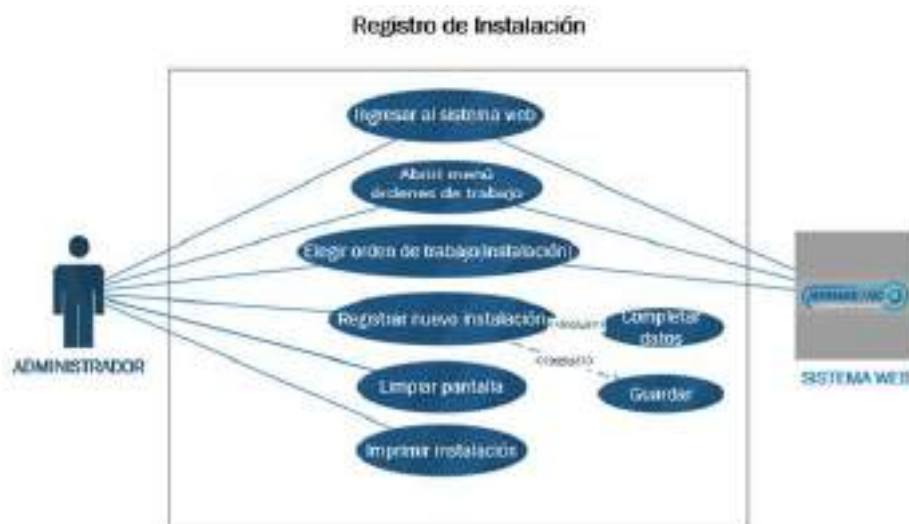 Registro de Instalación
Ingresar al sistema web
Abrir menú
órdenes de trabajo
Elegir orden de trabajo(Instalación)
Registrar nuevo instalación
Completar
datos
Limpiar pantalla
Guardar
Imprimir instalación
ADMINISTRADOR
SISTEMA WEB